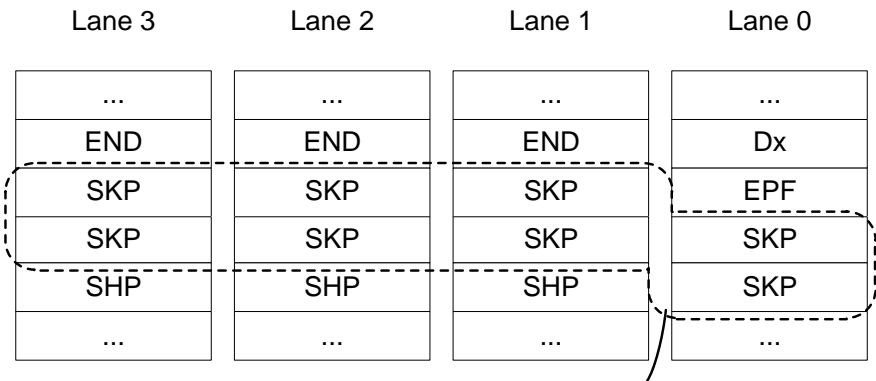 Lane 3 Lane 2 Lane 1 Lane 0
... ... ... ...
END END END Dx
SKP SKP SKP EPF
SKP SKP SKP SKP
SHP SHP SHP SKP
... ... ... ...